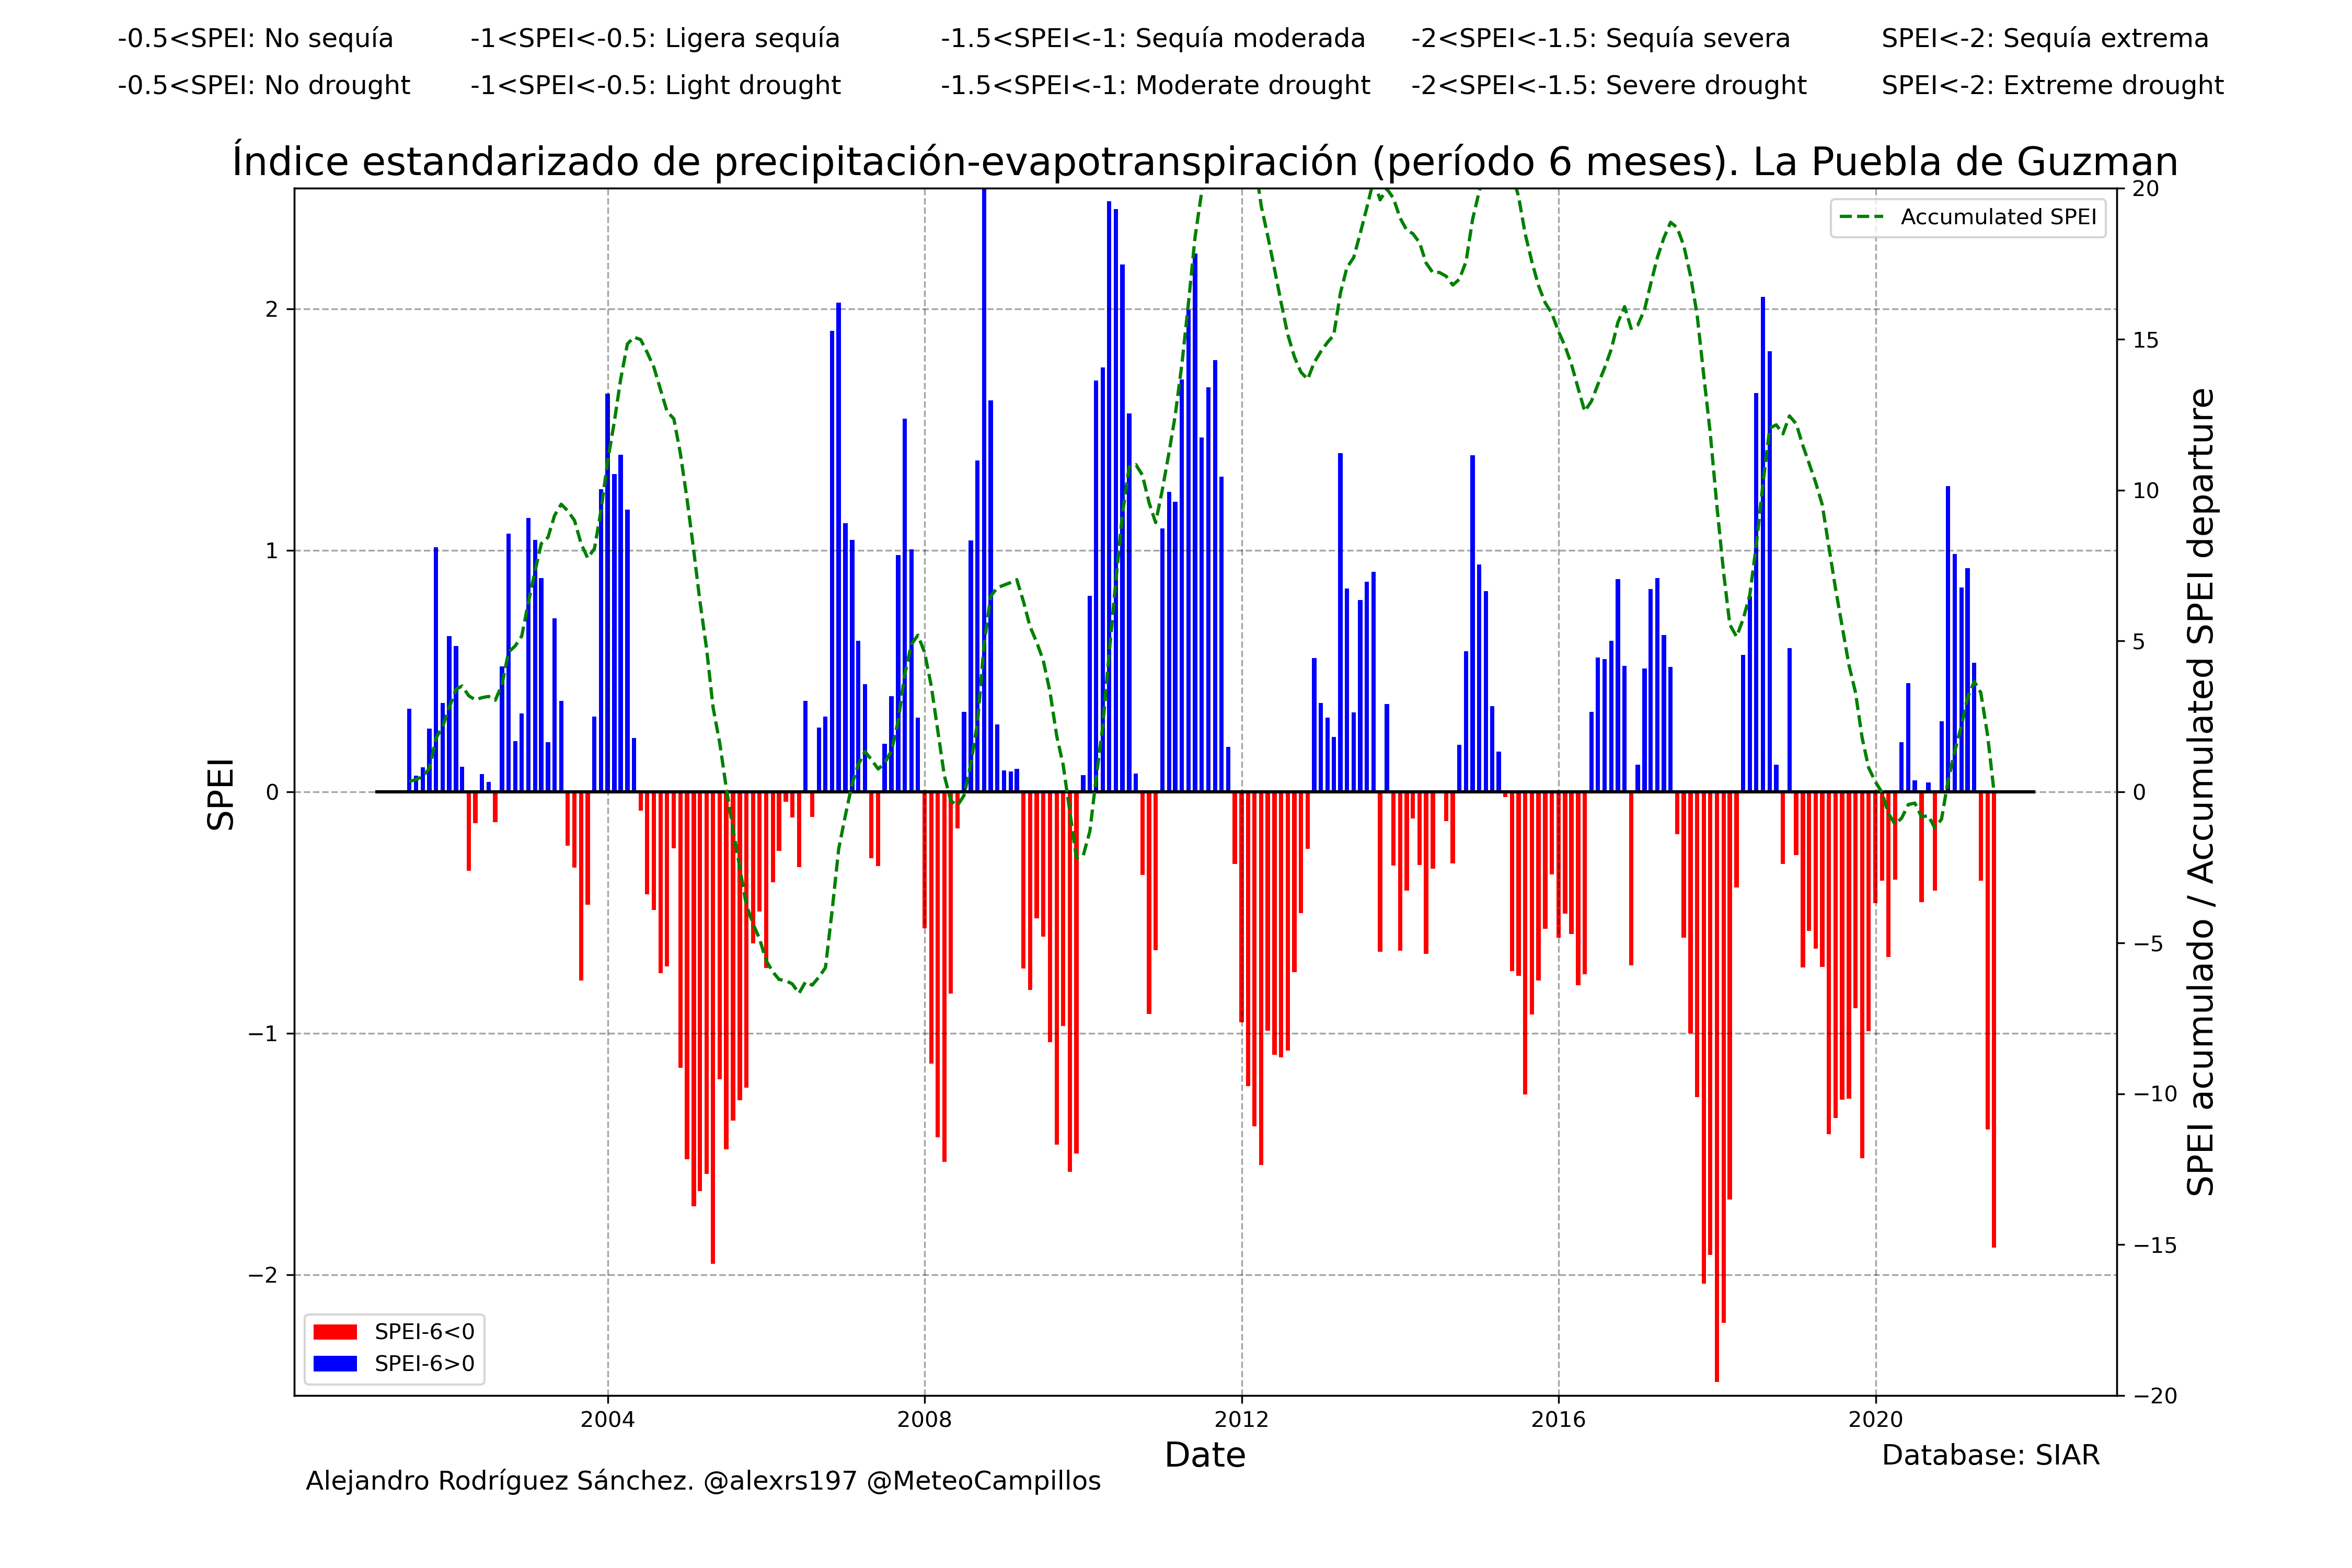 -0.5<SPEI: No sequía -1<SPEI<-0.5: Ligera sequía -1.5<SPEI<-1: Sequía moderada -2<SPEI<-1.5: Sequía severa SPEI<-2: Sequía extrema
-0.5<SPEI: No drought -1<SPEI<-0.5: Light drought -1.5<SPEI<-1: Moderate drought -2<SPEI<-1.5: Severe drought SPEI<-2: Extreme drought
Índice estandarizado de precipitación-evapotranspiración (período 6 meses). La Puebla de Guzman
Accumulated SPEI
SPEI
2
1
0
−1
−2
20
15
10
5
0
−5
−10
−15
−20
SPEI acumulado / Accumulated SPEI departure
SPEI-6<0
SPEI-6>0
2004 2008 2012 2016 2020
Date
Database: SIAR
Alejandro Rodríguez Sánchez. @alexrs197 @MeteoCampillos